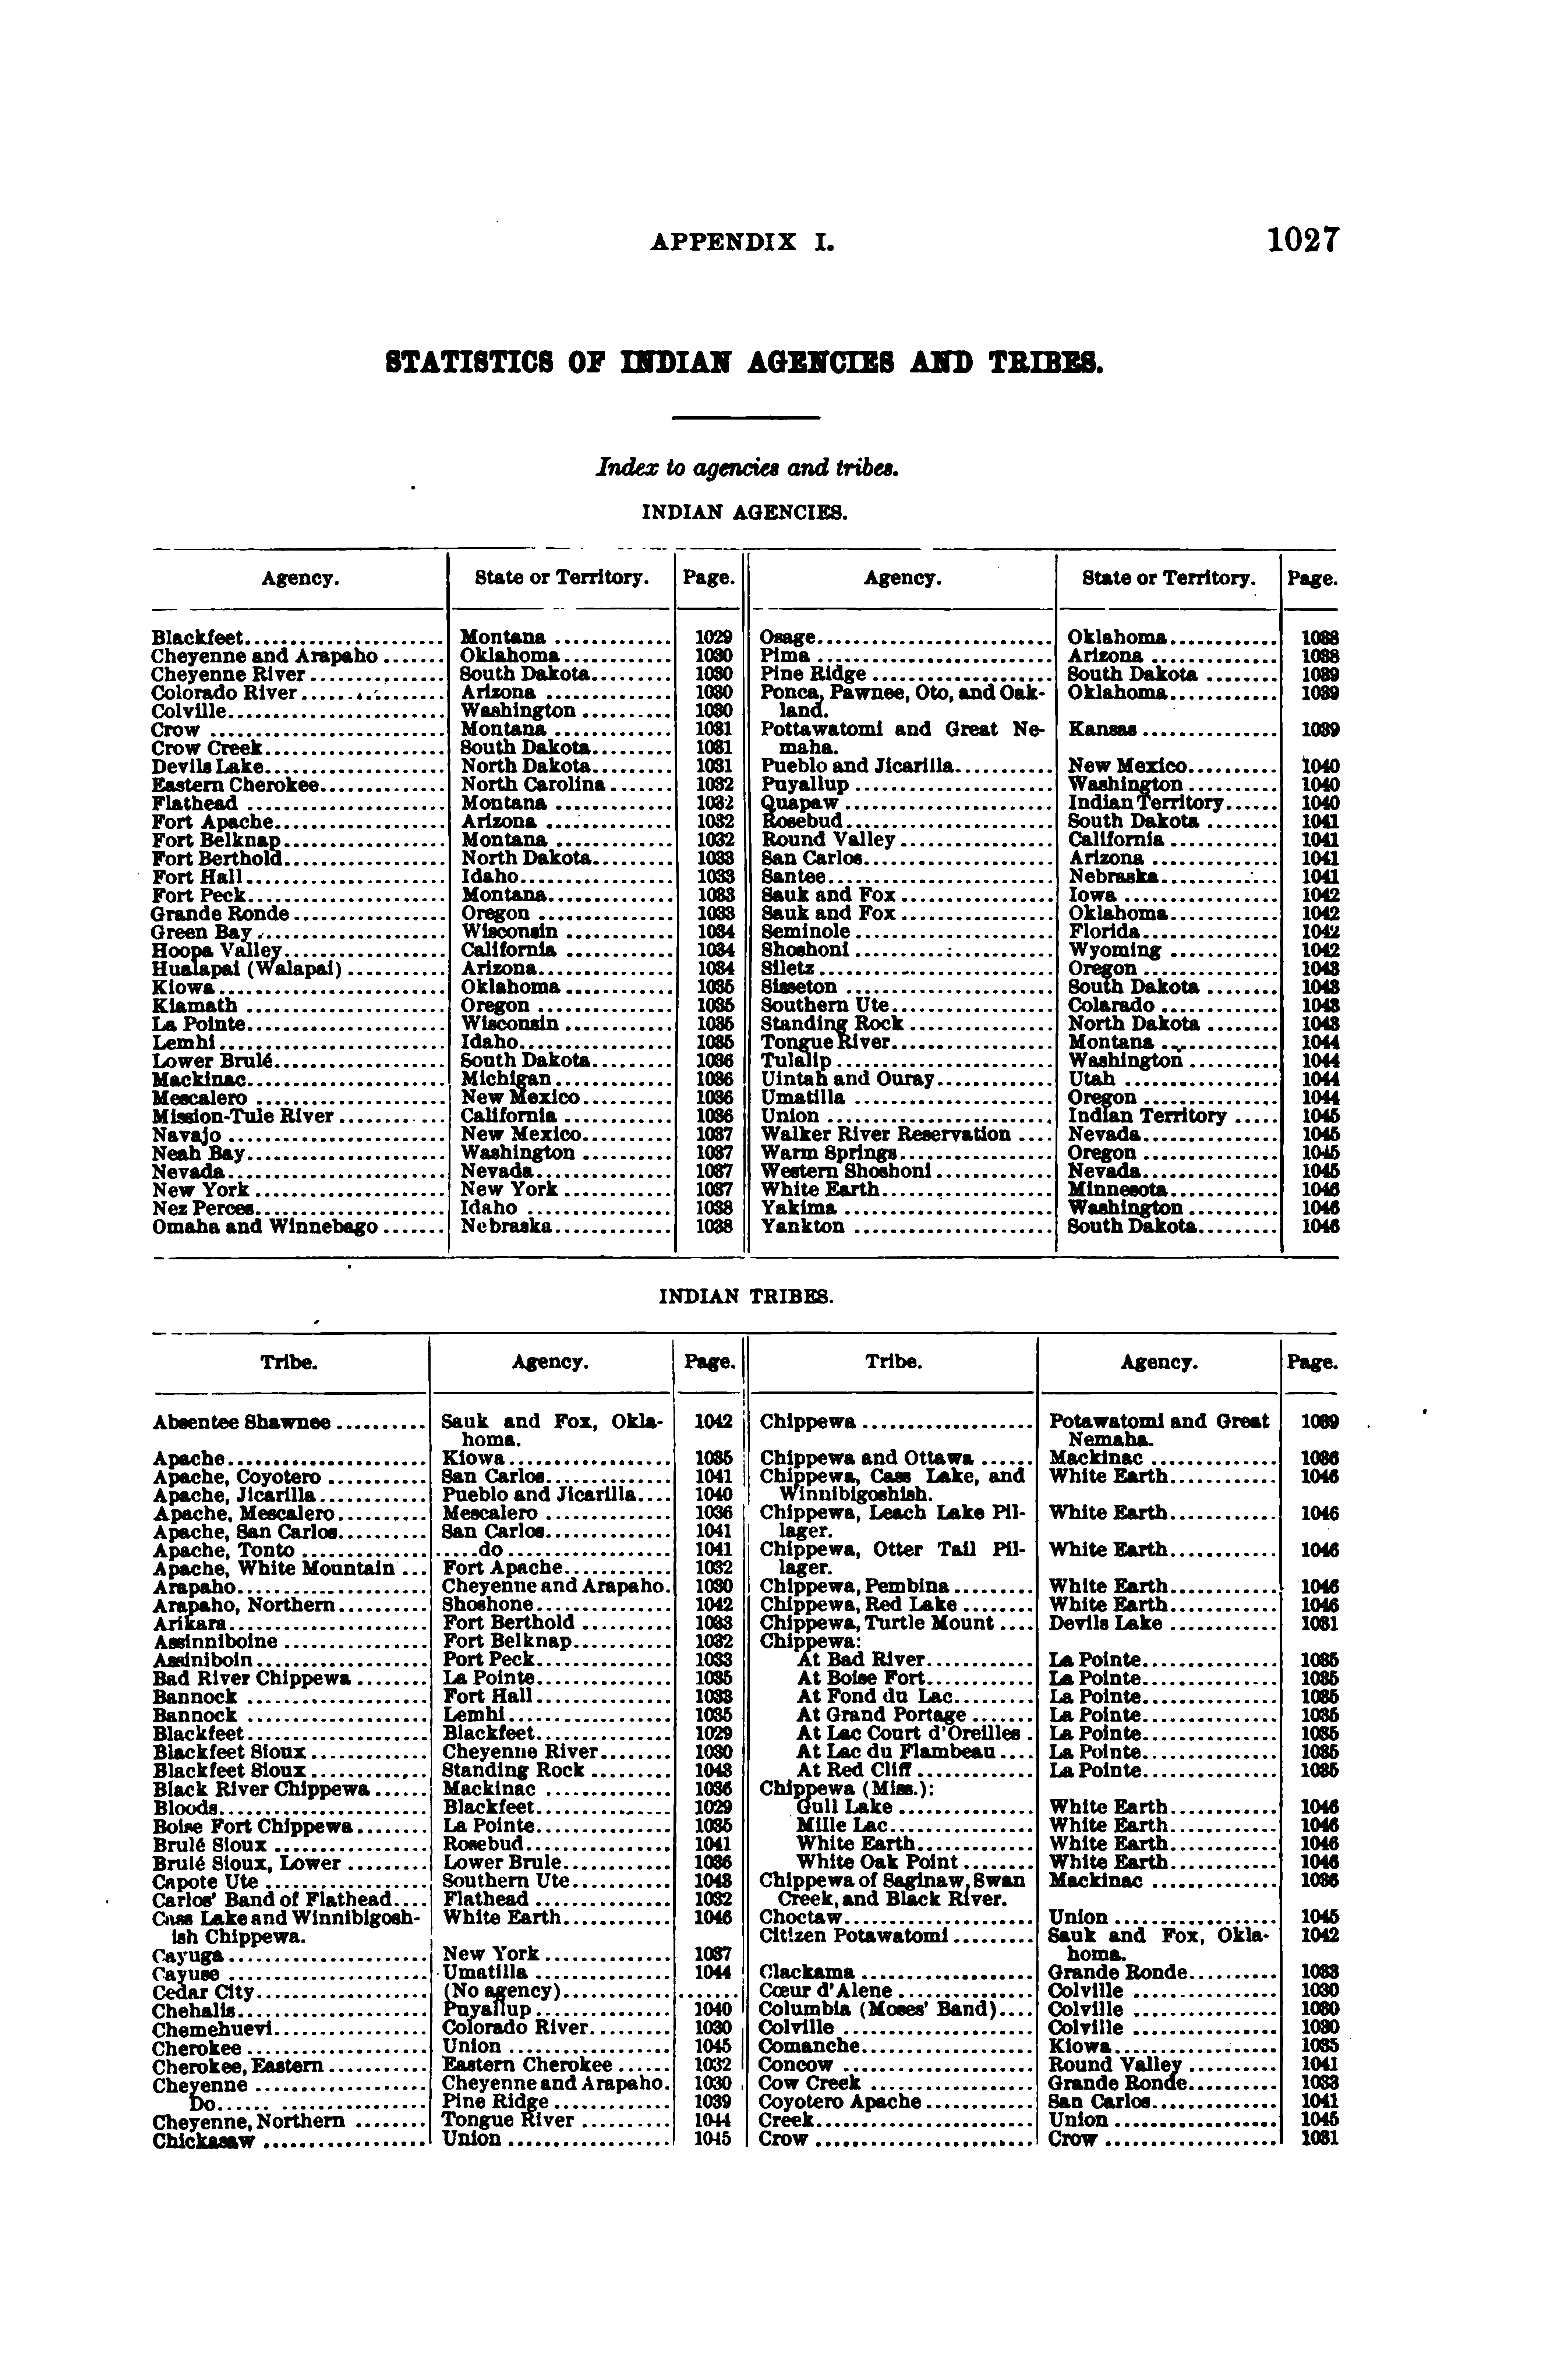 APPENDIX I. 1027
STATISTICS OF INDIAN AGENCIES AND TRIBES.
Index to agencies and tribes.
INDIAN AGENCIES.
Agency. State or Territory. Page.
Blackfeet Montana 1029
Cheyenne and Arapaho Oklahoma 1030
Cheyenne River South Dakota 1030
Colorado River Arizona 1030
Colville Washington 1030
Crow Montana 1031
Crow Creek South Dakota 1031
Devils Lake North Dakota 1031
Eastern Cherokee North Carolina 1032
Flathead Montana 1032
Fort Apache Arizona 1032
Fort Belknap Montana 1032
Fort Berthold North Dakota 1033
Fort Hall Idaho 1033
Fort Peck Montana 1033
Grande Ronde Oregon 1033
Green Bay Wisconsin 1034
Hoopa Valley California 1034
Hualapai (Walapai) Arizona 1034
Kiowa Oklahoma 1035
Klamath Oregon 1035
La Pointe Wisconsin 1035
Lemhi Idaho 1035
Lower Brulé South Dakota 1036
Mackinac Michigan 1036
Mescalero New Mexico 1036
Mission-Tule River California 1036
Navajo New Mexico 1037
Neah Bay Washington 1037
Nevada Nevada 1037
New York New York 1037
Nez Perces Idaho 1038
Omaha and Winnebago Nebraska 1038
Agency. State or Territory. Page.
Osage Oklahoma 1038
Pima Arizona 1038
Pine Ridge South Dakota 1039
Ponca, Pawnee, Oto, and Oak- Oklahoma 1039
land.
Pottawatomi and Great Ne- Kansas 1039
maha.
Pueblo and Jicarilla New Mexico 1040
Puyallup Washington 1040
Quapaw Indian Territory 1040
Rosebud South Dakota 1041
Round Valley California 1041
San Carlos Arizona 1041
Santee Nebraska 1041
Sauk and Fox Iowa 1042
Sauk and Fox Oklahoma 1042
Seminole Florida 1042
Shoshoni Wyoming 1042
Siletz Oregon 1043
Sisseton South Dakota 1043
Southern Ute Colarado 1043
Standing Rock North Dakota 1043
Tongue River Montana 1044
Tulalip Washington 1044
Uintah and Ouray Utah 1044
Umatilla Oregon 1044
Union Indian Territory 1045
Walker River Reservation Nevada 1045
Warm Springs Oregon 1045
Western Shoshoni Nevada 1045
White Earth Minnesota 1046
Yakima Washington 1046
Yankton South Dakota 1046
INDIAN TRIBES.
Tribe. Agency. Page.
Absentee Shawnee Sauk and Fox, Okla- 1042
homa.
Apache Kiowa 1035
Apache, Coyotero San Carlos 1041
Apache, Jicarilla Pueblo and Jicarilla 1040
Apache, Mescalero Mescalero 1036
Apache, San Carlos San Carlos 1041
Apache, Tonto do 1041
Apache, White Mountain Fort Apache 1032
Arapaho Cheyenne and Arapaho. 1030
Arapaho, Northern Shoshone 1042
Arikara Fort Berthold 1033
Assinniboine Fort Belknap 1032
Assiniboin Port Peck 1033
Bad River Chippewa La Pointe 1035
Bannock Fort Hall 1033
Bannock Lemhi 1035
Blackfeet Blackfeet 1029
Blackfeet Sioux Cheyenne River 1030
Blackfeet Sioux Standing Rock 1043
Black River Chippewa Mackinac 1036
Bloods Blackfeet 1029
Boise Fort Chippewa La Pointe 1035
Brulé Sioux Rosebud 1041
Brulé Sioux, Lower Lower Brule 1036
Capote Ute Southern Ute 1043
Carlos' Band of Flathead Flathead 1032
Cass Lake and Winnibigosh- White Earth 1046
ish Chippewa.
Cayuga New York 1037
Cayuse Umatilla 1044
Cedar City (No agency)
Chehalis Puyallup 1040
Chemehuevi Colorado River 1030
Cherokee Union 1045
Cherokee, Eastern Eastern Cherokee 1032
Cheyenne Cheyenne and Arapaho. 1030
Do Pine Ridge 1039
Cheyenne, Northern Tongue River 1044
Chickasaw Union 1045
Tribe. Agency. Page.
Chippewa Potawatomi and Great 1039
Nemaha.
Chippewa and Ottawa Mackinac 1036
Chippewa, Cass Lake, and White Earth 1046
Winnibigoshish.
Chippewa, Leach Lake Pil- White Earth 1046
lager.
Chippewa, Otter Tail Pil- White Earth 1046
lager.
Chippewa, Pembina White Earth 1046
Chippewa, Red Lake White Earth 1046
Chippewa, Turtle Mount Devils Lake 1031
Chippewa:
At Bad River La Pointe 1035
At Boise Fort La Pointe 1035
At Fond du Lac La Pointe 1035
At Grand Portage La Pointe 1035
At Lac Court d'Oreilles La Pointe 1035
At Lac du Flambeau La Pointe 1035
At Red Cliff La Pointe 1035
Chippewa (Miss.):
Gull Lake White Earth 1046
Mille Lac White Earth 1046
White Earth White Earth 1046
White Oak Point White Earth 1046
Chippewa of Saginaw, Swan Mackinac 1036
Creek, and Black River.
Choctaw Union 1045
Citizen Potawatomi Sauk and Fox, Okla- 1042
homa.
Clackama Grande Ronde 1033
Cœur d'Alene Colville 1030
Columbia (Moses' Band) Colville 1030
Colville Colville 1030
Comanche Kiowa 1035
Concow Round Valley 1041
Cow Creek Grande Ronde 1033
Coyotero Apache San Carlos 1041
Creek Union 1045
Crow Crow 1031